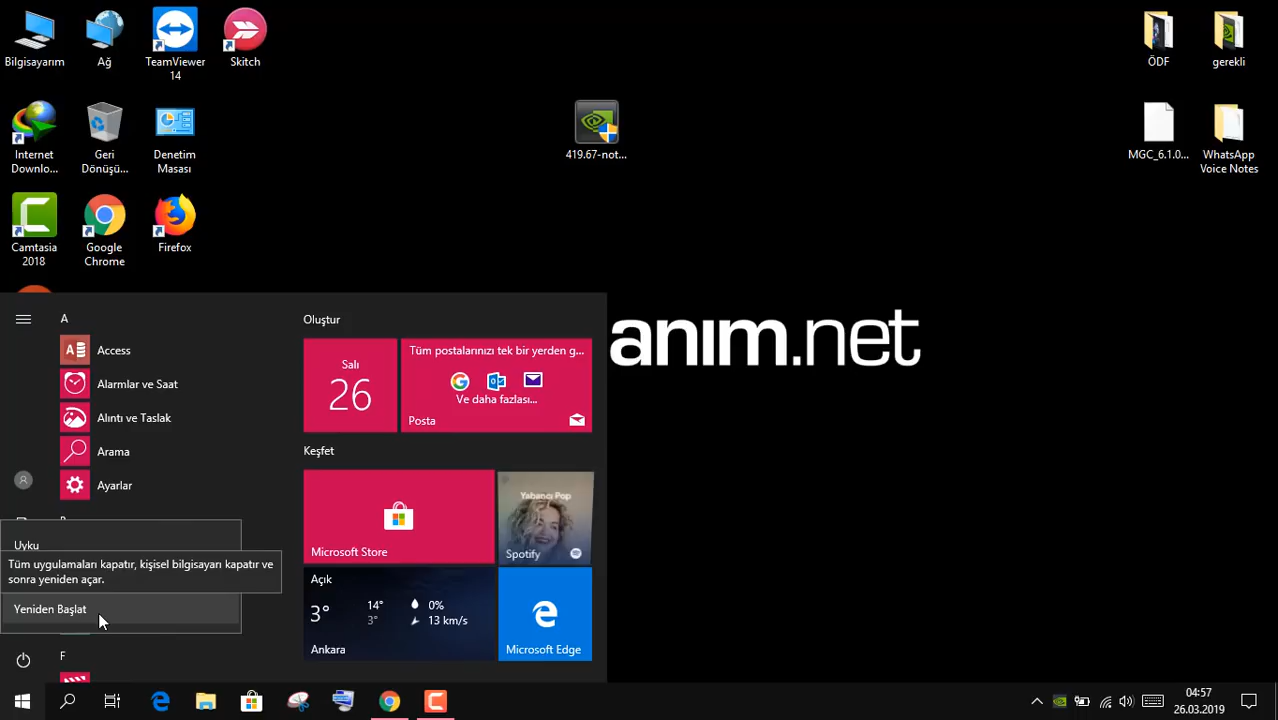 Bilgisayarım
Ağ
TeamViewer
14
Skitch
ÖDF
gerekli
Internet
Downlo...
Geri
Dönüşü...
Denetim
Masası
419.67-not...
MGC_6.1.0...
WhatsApp
Voice Notes
Camtasia
2018
Google
Chrome
Firefox
anım.net
A
Access
Alarmlar ve Saat
Alıntı ve Taslak
Arama
Ayarlar
Uyku
Tüm uygulamaları kapatır, kişisel bilgisayarı kapatır ve
sonra yeniden açar.
Yeniden Başlat
F
Oluştur
Salı
26
Tüm postalarınızı tek bir yerden g...
Ve daha fazlası...
Posta
Keşfet
Microsoft Store
Yabancı Pop
Spotify
Açık
3°
14°
3°
0%
13 km/s
Ankara
Microsoft Edge
04:57
26.03.2019